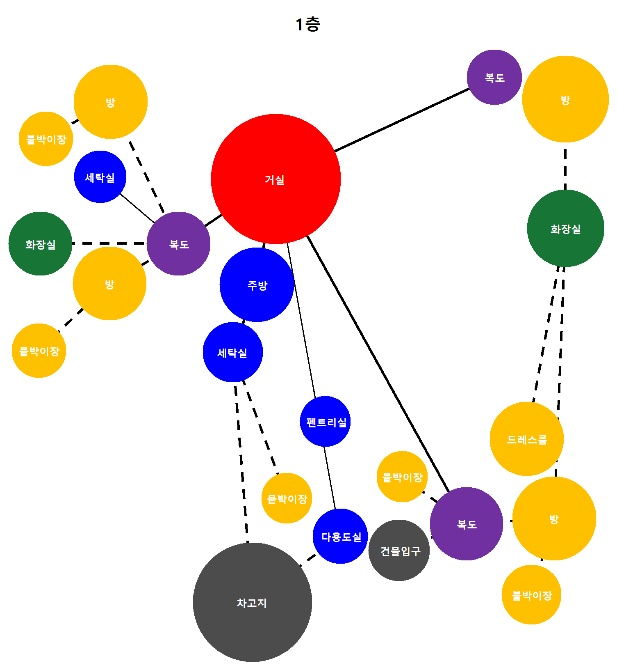 1층
복도
방
방
붙박이장
세탁실
거실
화장실
화장실
복도
방
주방
붙박이장
세탁실
펜트리실
드레스룸
붙박이장
붙박이장
다용도실
건물입구
복도
방
차고지
붙박이장